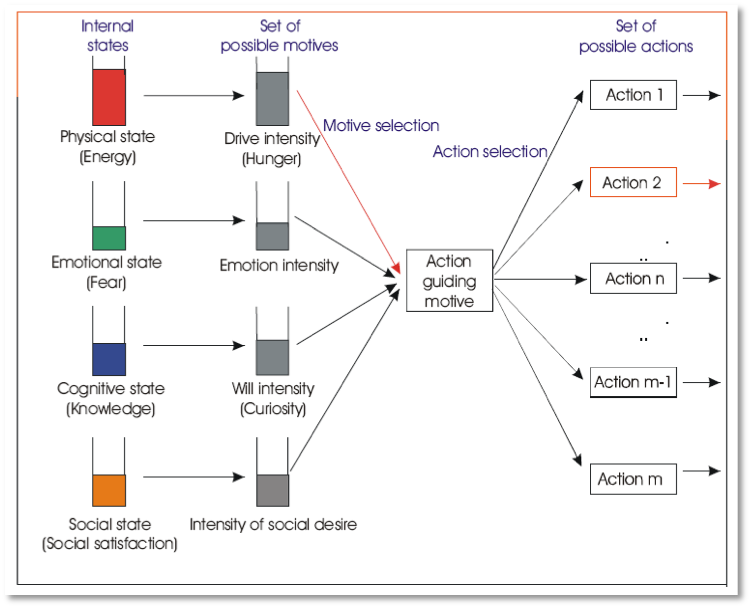 Internal
states
Set of
possible motives
Set of
possible actions
Physical state
(Energy)
Drive intensity
(Hunger)
Motive selection
Action selection
Action 1
Action 2
Emotional state
(Fear)
Emotion intensity
Action
guiding
motive
..
Action n
..
Cognitive state
(Knowledge)
Will intensity
(Curiosity)
Action m-1
Social state
(Social satisfaction)
Intensity of social desire
Action m